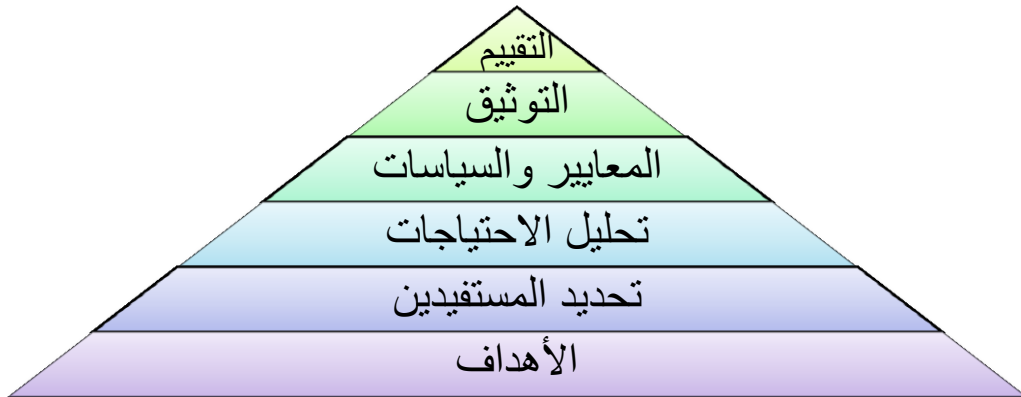 التقييم
التوثيق
المعايير والسياسات
تحليل الاحتياجات
تحديد المستفيدين
الأهداف